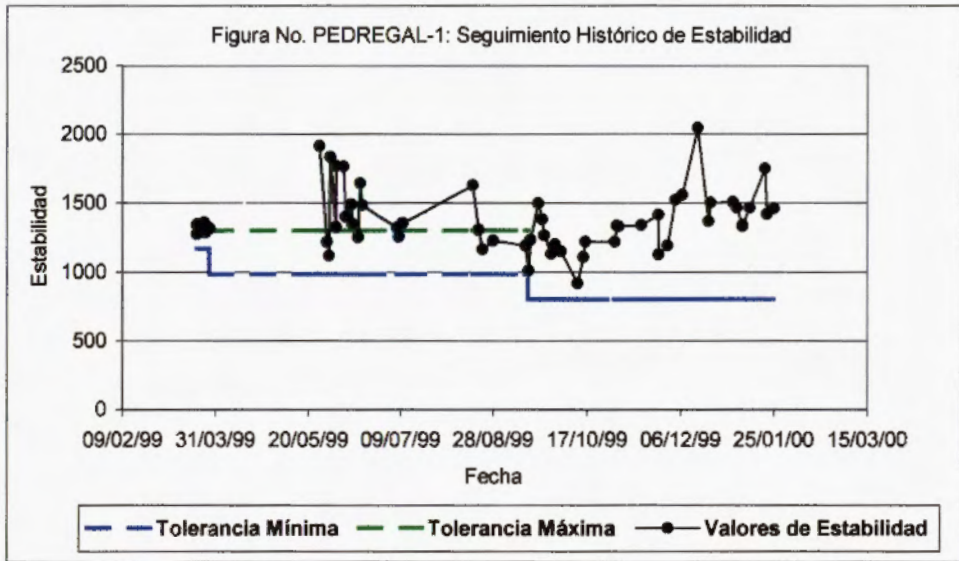 Figura No. PEDREGAL-1: Seguimiento Histórico de Estabilidad
Estabilidad
2500
2000
1500
1000
500
0
09/02/99 31/03/99 20/05/99 09/07/99 28/08/99 17/10/99 06/12/99 25/01/00 15/03/00
Fecha
Tolerancia Mínima Tolerancia Máxima Valores de Estabilidad